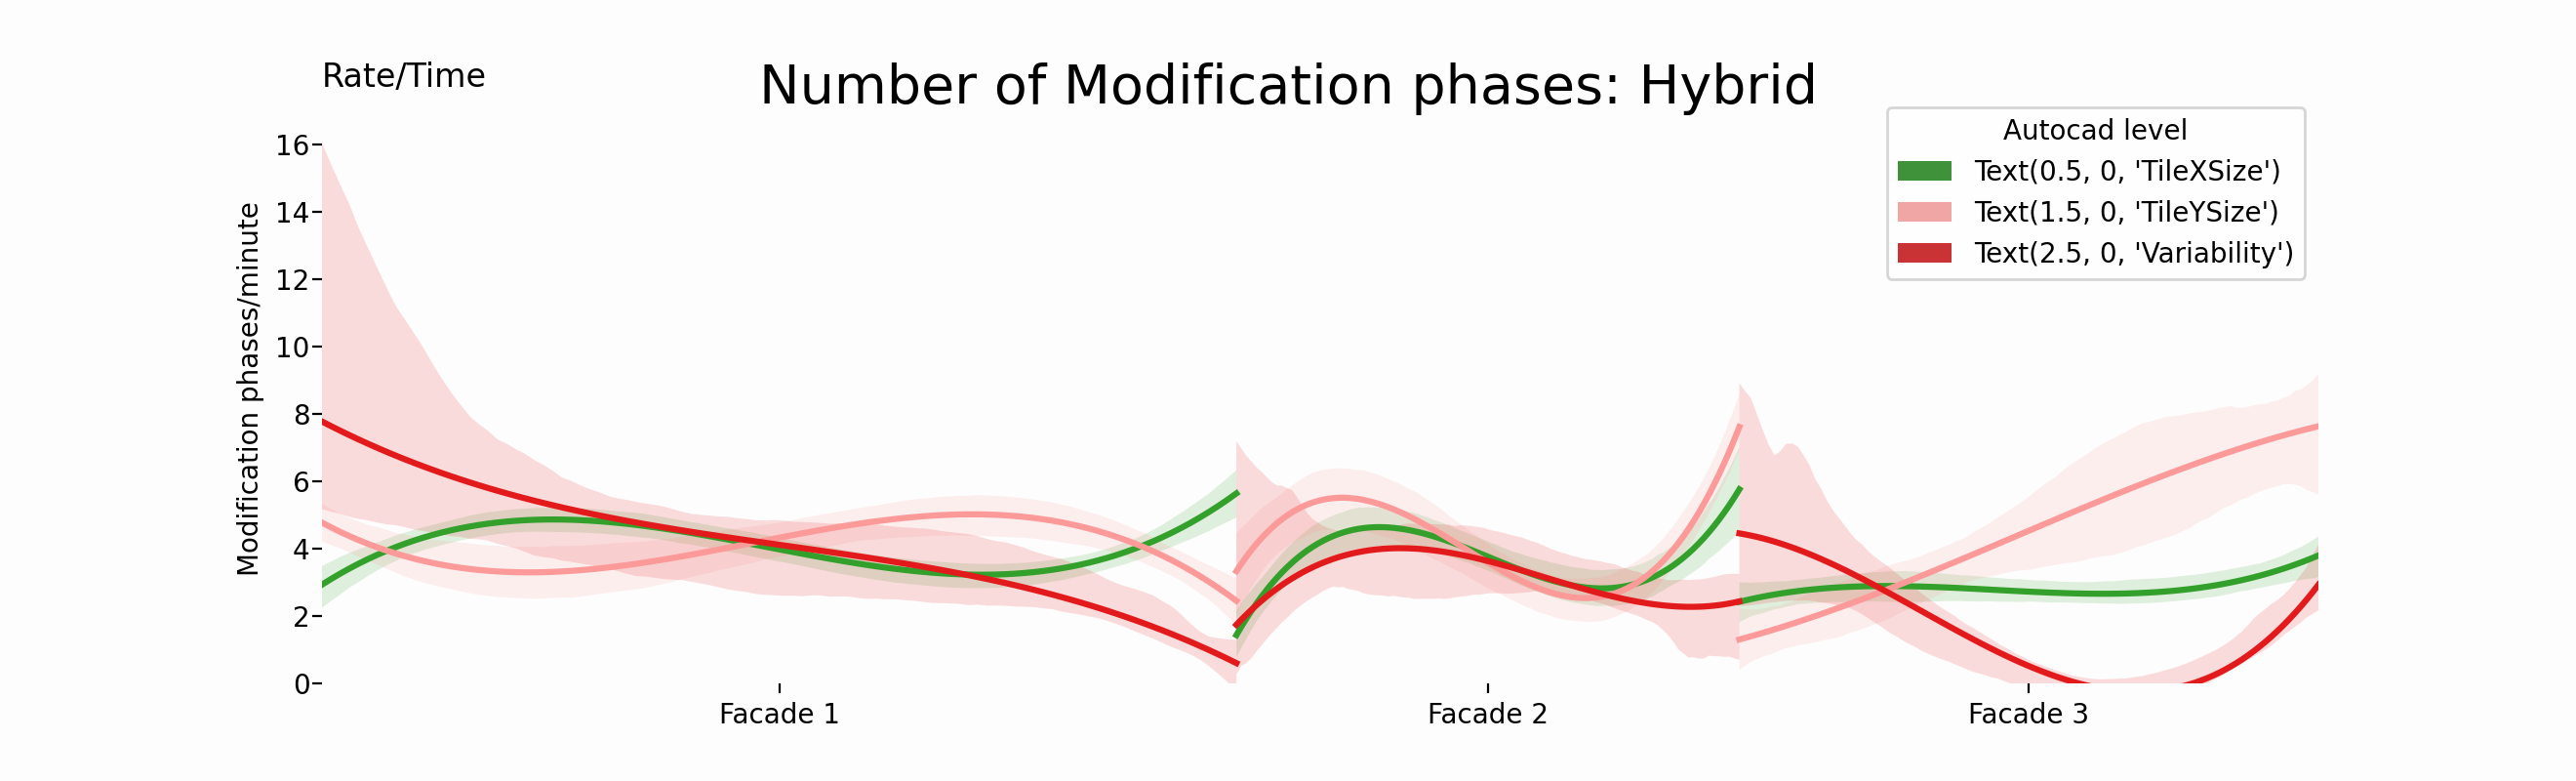 Rate/Time
Number of Modification phases: Hybrid
Autocad level
Text(0.5, 0, 'TileXSize')
Text(1.5, 0, 'TileYSize')
Text(2.5, 0, 'Variability')
Modification phases/minute
16
14
12
10
8
6
4
2
0
Facade 1
Facade 2
Facade 3